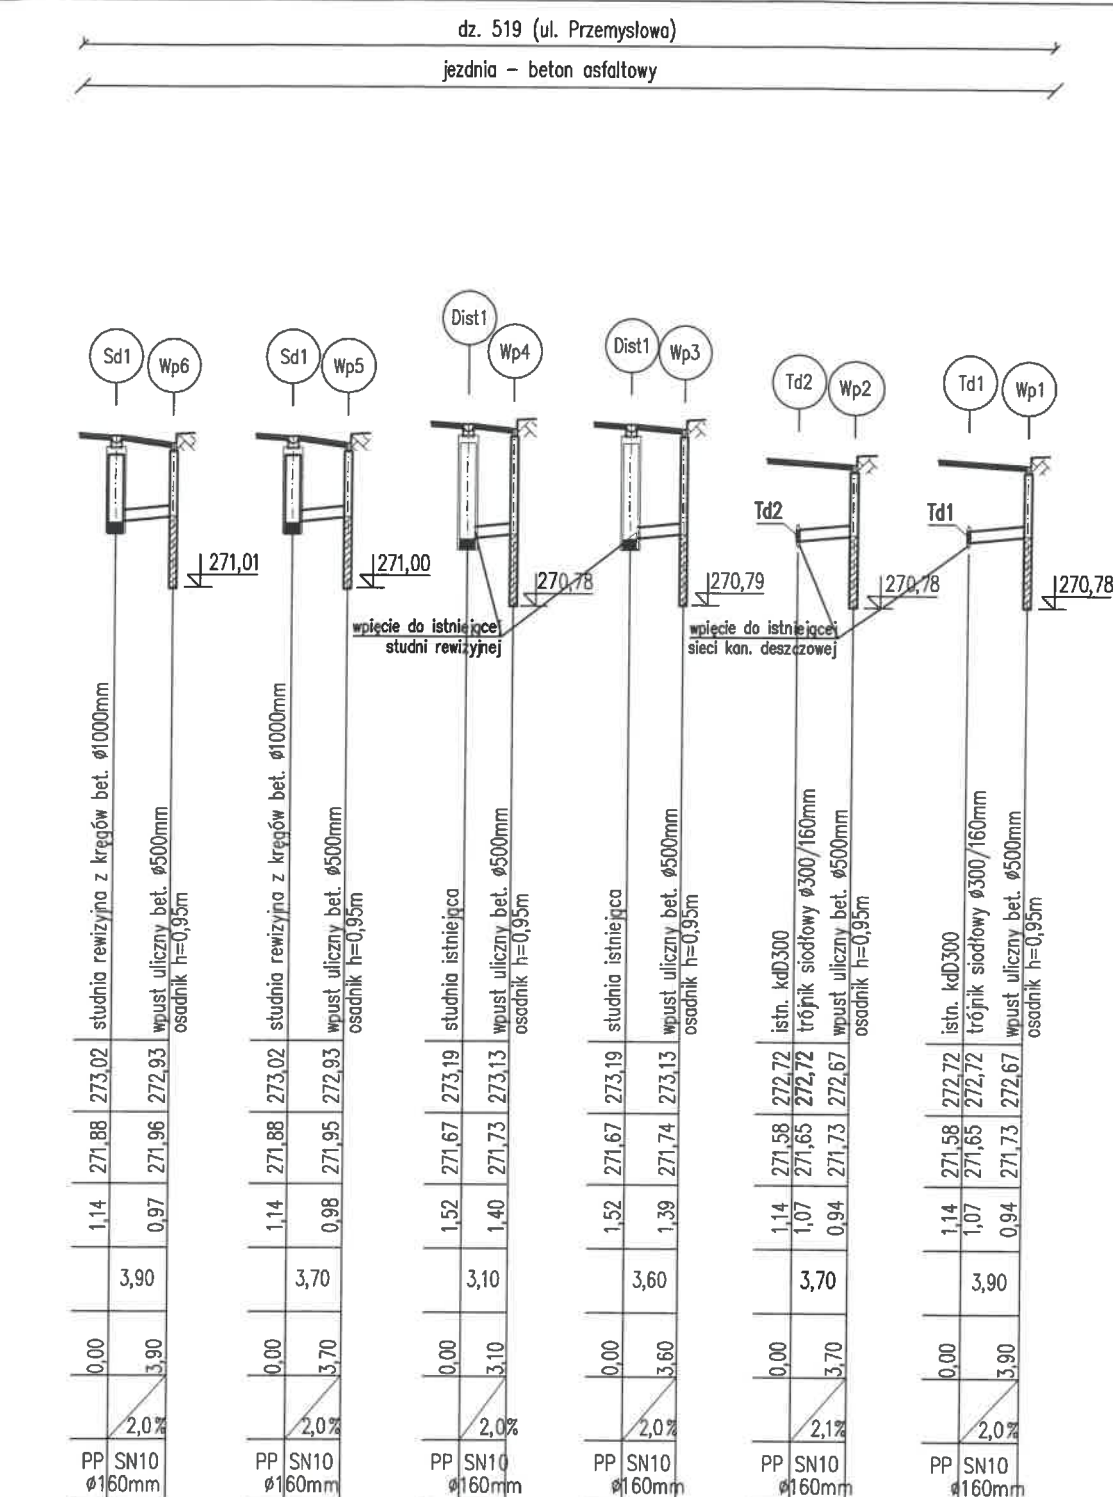 dz. 519 (ul. Przemysłowa)
jezdnia – beton asfaltowy
Sd1 Wp6 Sd1 Wp5 Dist1 Wp4 Dist1 Wp3 Td2 Wp2 Td1 Wp1
Td2 Td1
271,01 271,00 270,78 270,79 270,78 270,78
wpięcie do istniejącej
studni rewizyjnej
wpięcie do istniejącej
sieci kan. deszczowej
studnia rewizyjna z kręgów bet. ø1000mm
wpust uliczny bet. ø500mm
osadnik h=0,95m
studnia rewizyjna z kręgów bet. ø1000mm
wpust uliczny bet. ø500mm
osadnik h=0,95m
studnia istniejąca
wpust uliczny bet. ø500mm
osadnik h=0,95m
studnia istniejąca
wpust uliczny bet. ø500mm
osadnik h=0,95m
istn. kdD300
trójnik siodłowy ø300/160mm
wpust uliczny bet. ø500mm
osadnik h=0,95m
istn. kdD300
trójnik siodłowy ø300/160mm
wpust uliczny bet. ø500mm
osadnik h=0,95m
273,02 272,93 273,02 272,93 273,19 273,13 273,19 273,13 272,72 272,72 272,67 272,72 272,72 272,67
271,88 271,96 271,88 271,95 271,67 271,73 271,67 271,74 271,58 271,65 271,73 271,58 271,65 271,73
1,14 0,97 1,14 0,98 1,52 1,40 1,52 1,39 1,14 1,07 0,94 1,14 1,07 0,94
3,90 3,70 3,10 3,60 3,70 3,90
0,00 3,90 0,00 3,70 0,00 3,10 0,00 3,60 0,00 3,70 0,00 3,90
2,0% 2,0% 2,0% 2,0% 2,1% 2,0%
PP SN10 PP SN10 PP SN10 PP SN10 PP SN10 PP SN10
ø160mm ø160mm ø160mm ø160mm ø160mm ø160mm